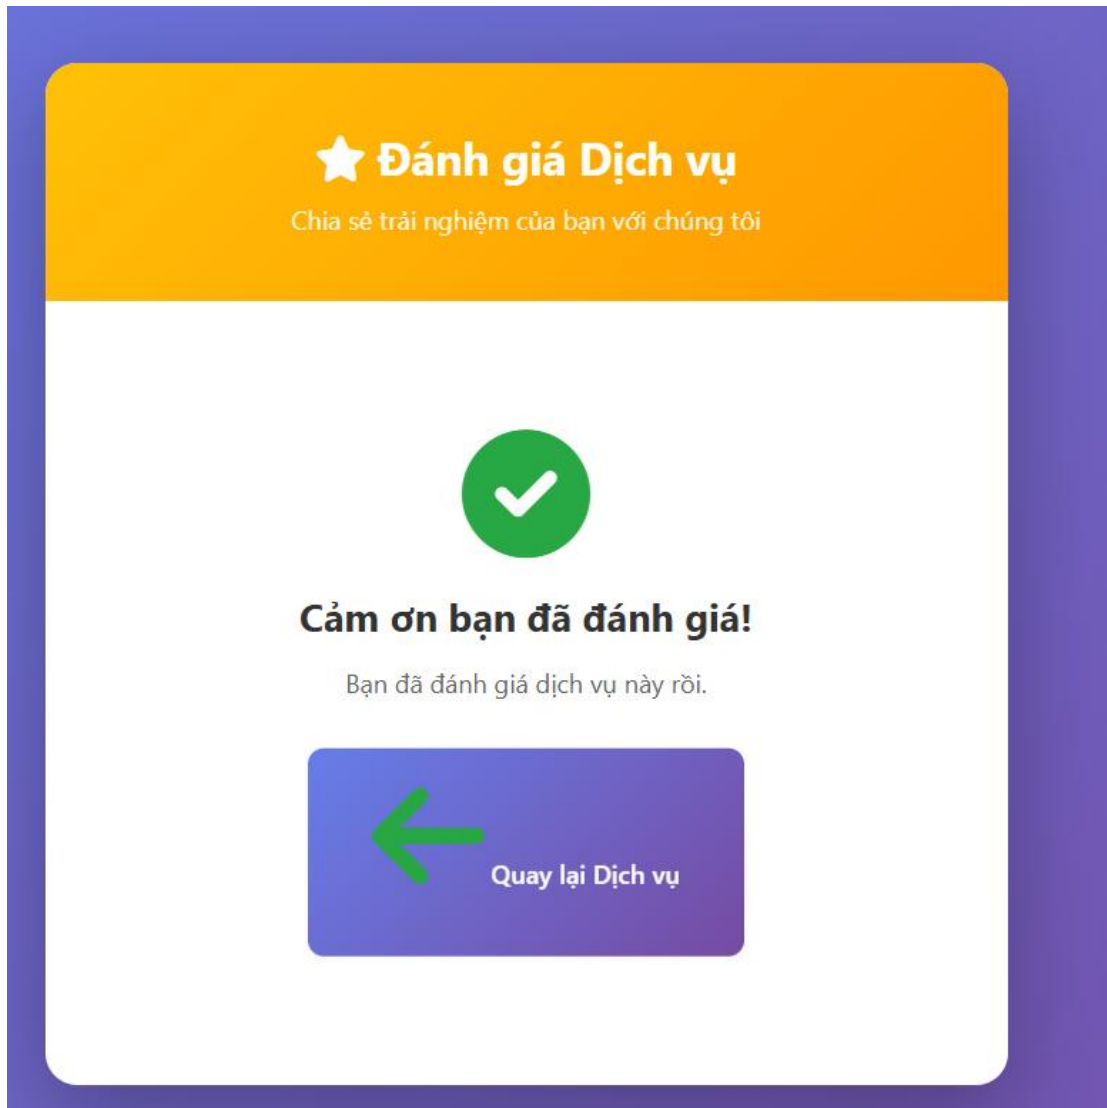 Đánh giá Dịch vụ
Chia sẻ trải nghiệm của bạn với chúng tôi
Cảm ơn bạn đã đánh giá!
Bạn đã đánh giá dịch vụ này rồi.
Quay lại Dịch vụ